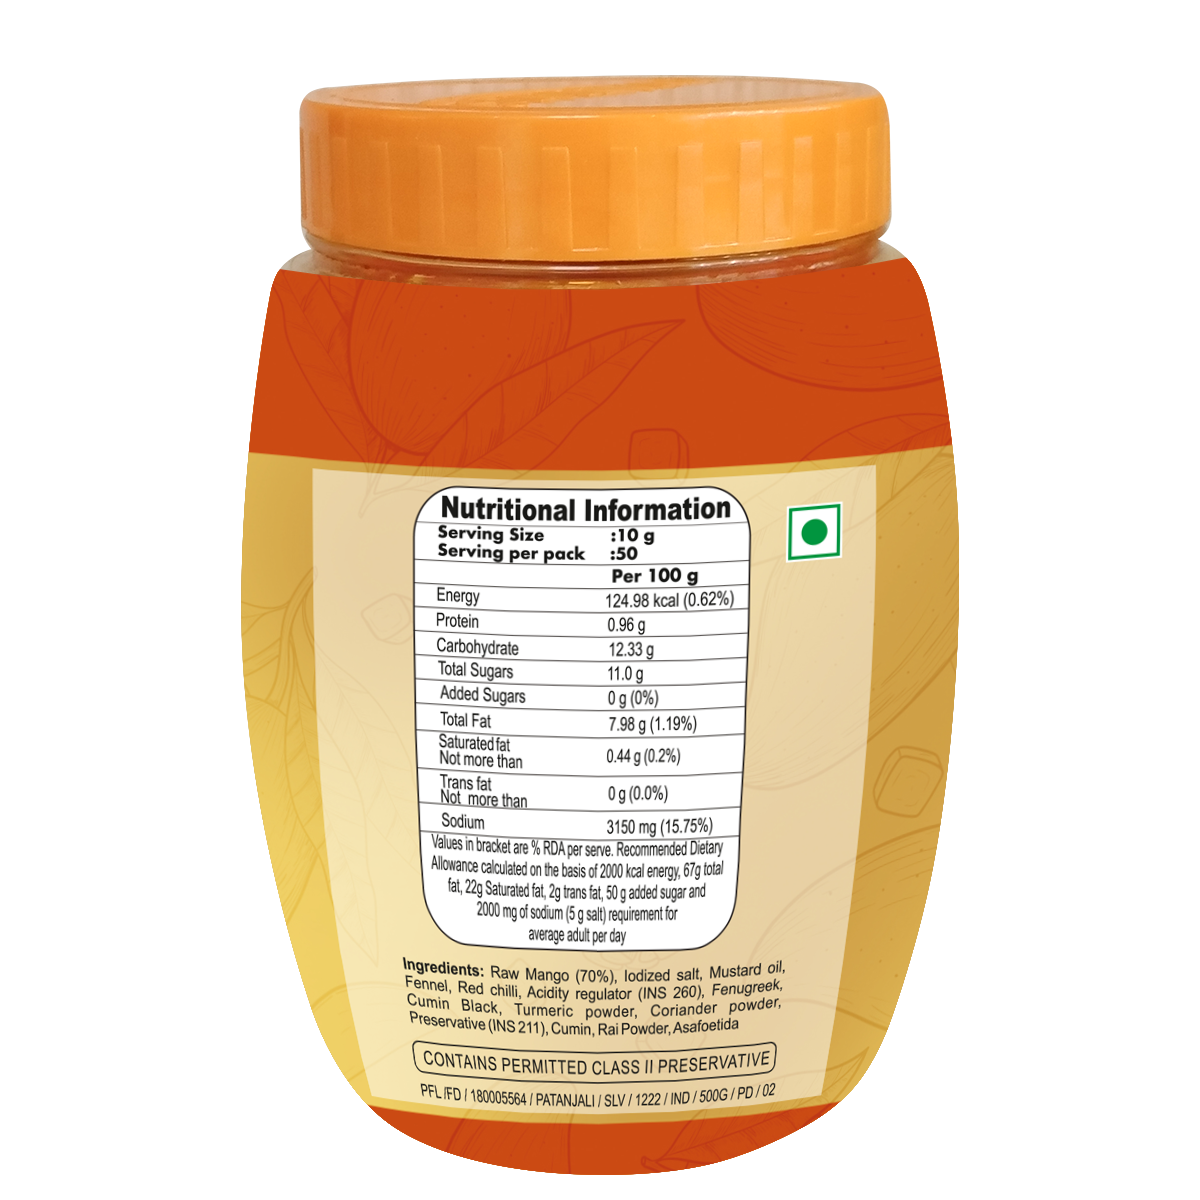 Nutritional Information
Serving Size :10 g
Serving per pack :50
Per 100 g
Energy 124.98 kcal (0.62%)
Protein 0.96 g
Carbohydrate 12.33 g
Total Sugars 11.0 g
Added Sugars 0 g (0%)
Total Fat 7.98 g (1.19%)
Saturated fat
Not more than 0.44 g (0.2%)
Trans fat
Not more than 0 g (0.0%)
Sodium 3150 mg (15.75%)
Values in bracket are % RDA per serve. Recommended Dietary
Allowance calculated on the basis of 2000 kcal energy, 67g total
fat, 22g Saturated fat, 2g trans fat, 50 g added sugar and
2000 mg of sodium (5 g salt) requirement for
average adult per day
Ingredients: Raw Mango (70%), Iodized salt, Mustard oil,
Fennel, Red chilli, Acidity regulator (INS 260), Fenugreek,
Cumin Black, Turmeric powder, Coriander powder,
Preservative (INS 211), Cumin, Rai Powder, Asafoetida
CONTAINS PERMITTED CLASS II PRESERVATIVE
PFL /FD / 180005564 / PATANJALI / SLV / 1222 / IND / 500G / PD / 02